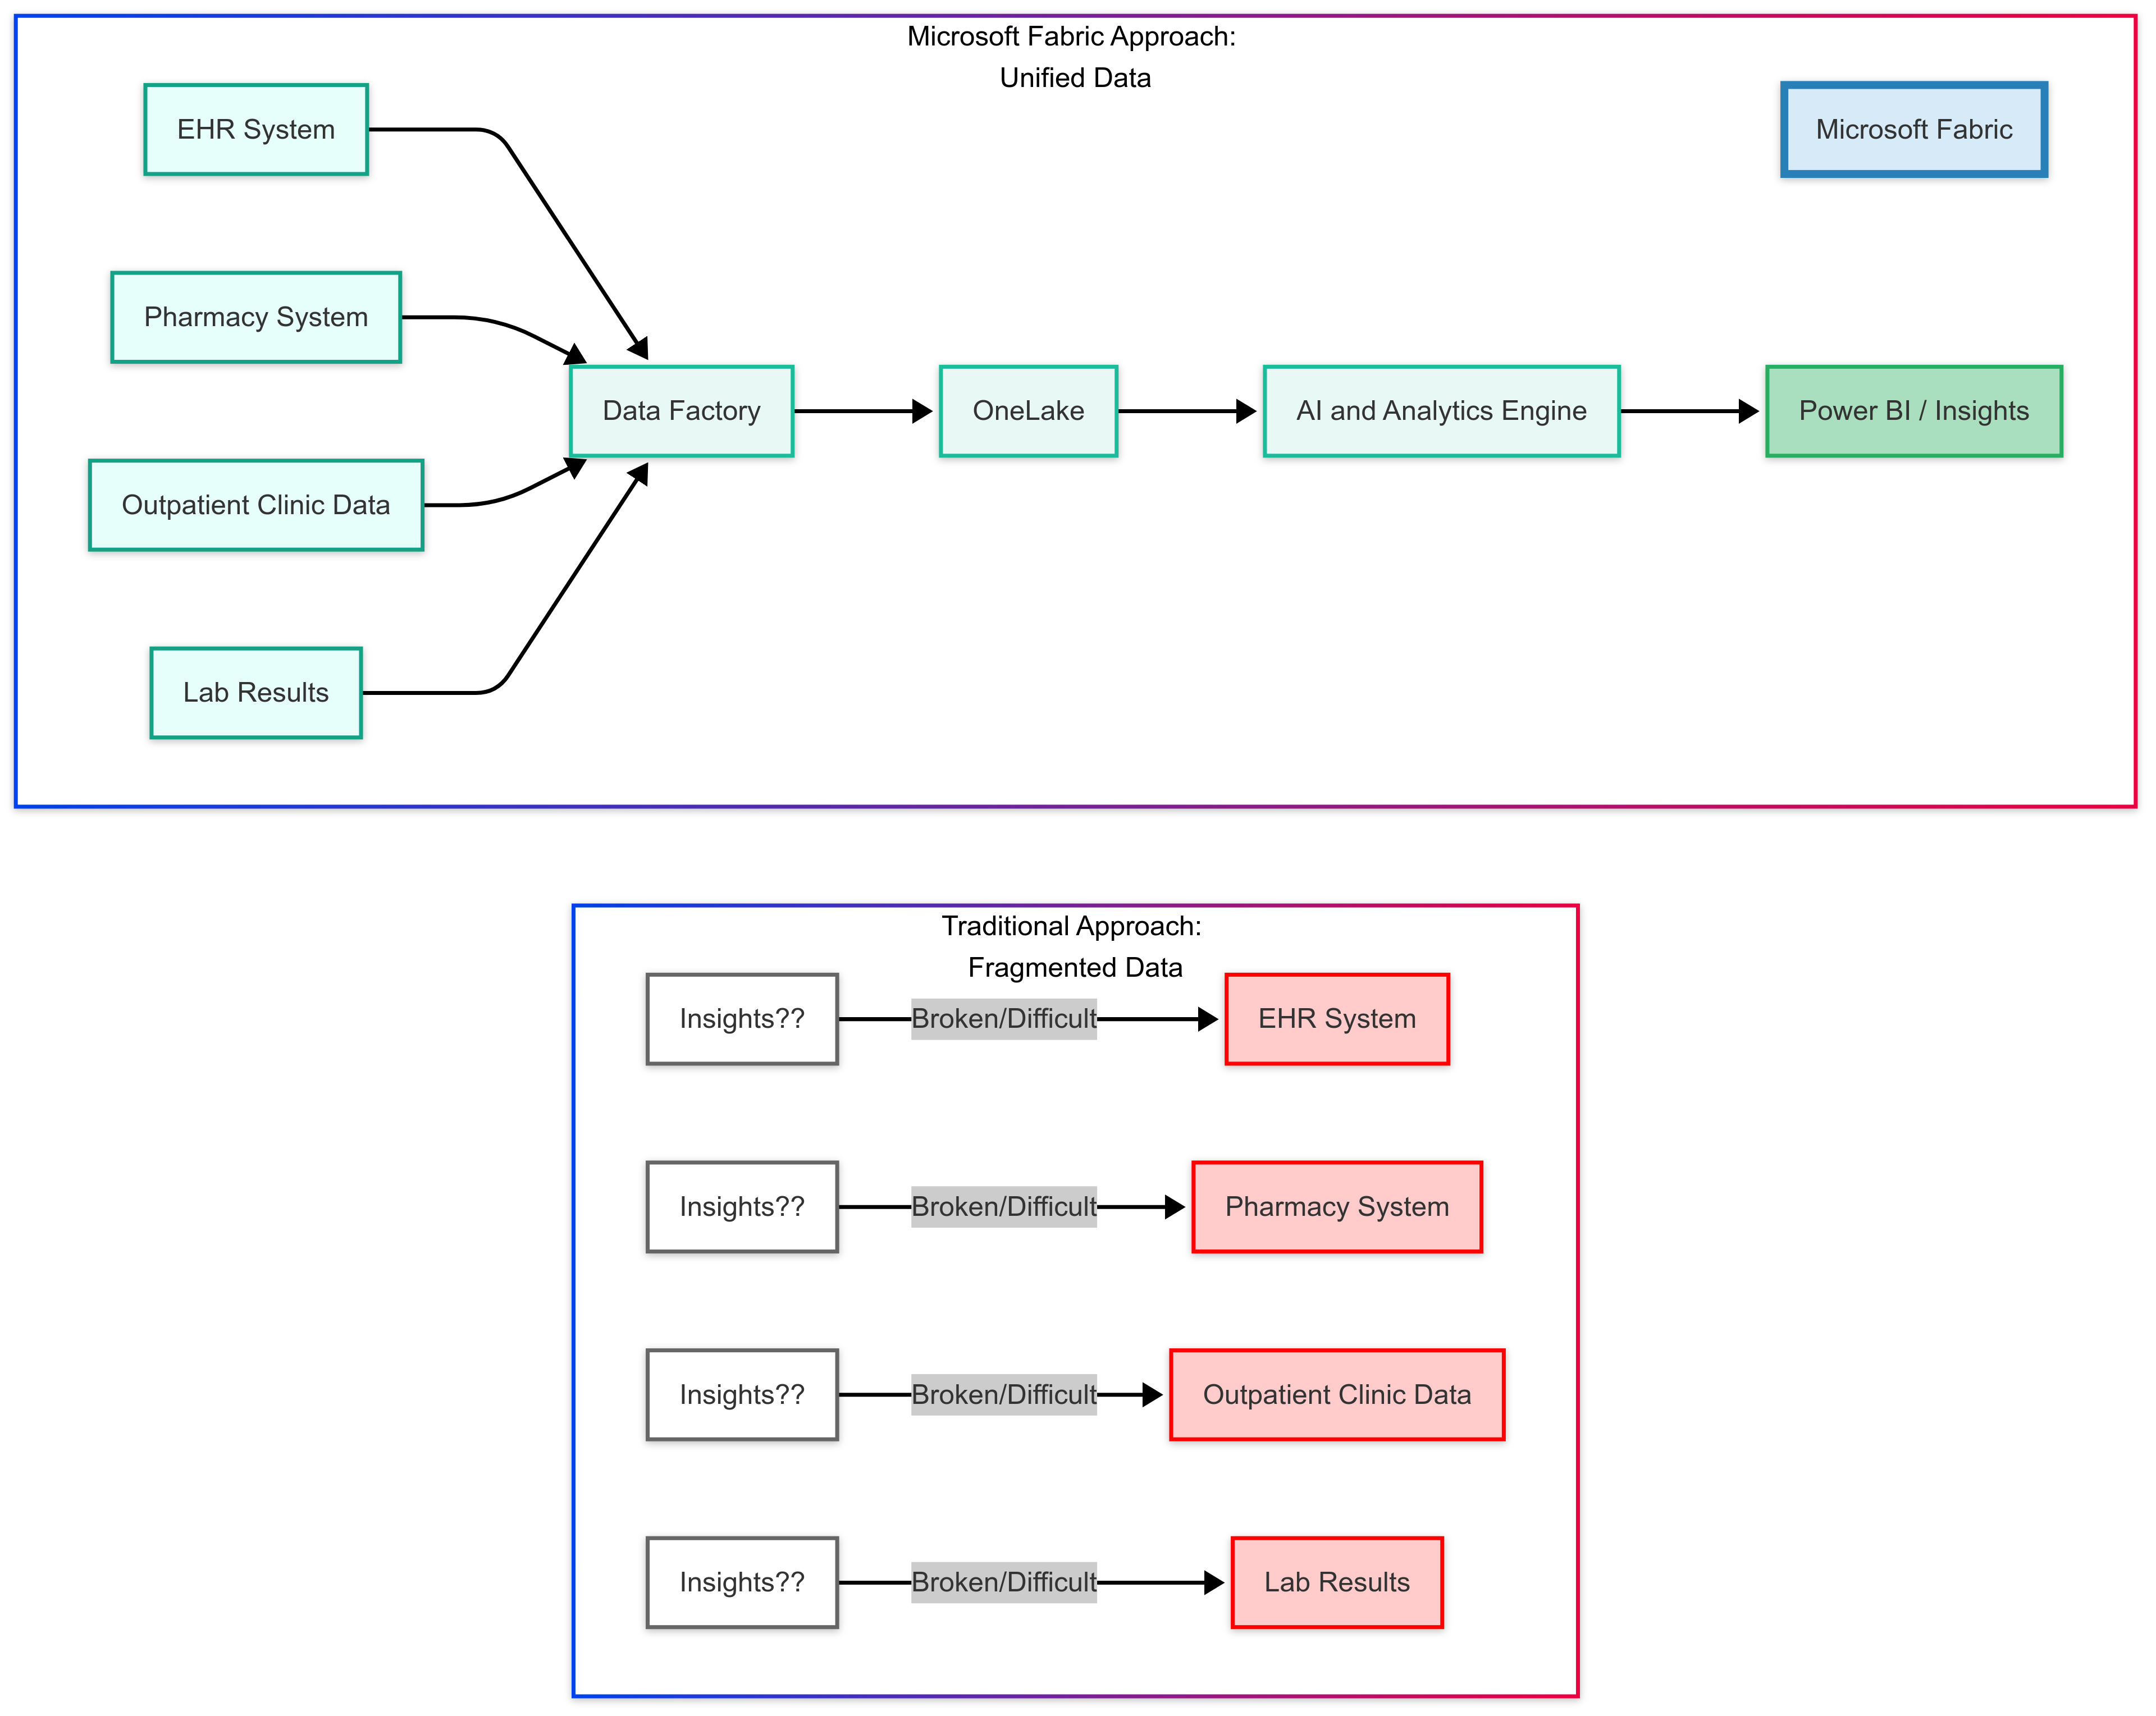 Microsoft Fabric Approach:
Unified Data
EHR System
Microsoft Fabric
Pharmacy System
Data Factory
OneLake
AI and Analytics Engine
Power BI / Insights
Outpatient Clinic Data
Lab Results
Traditional Approach:
Fragmented Data
Insights??
Broken/Difficult
EHR System
Insights??
Broken/Difficult
Pharmacy System
Insights??
Broken/Difficult
Outpatient Clinic Data
Insights??
Broken/Difficult
Lab Results